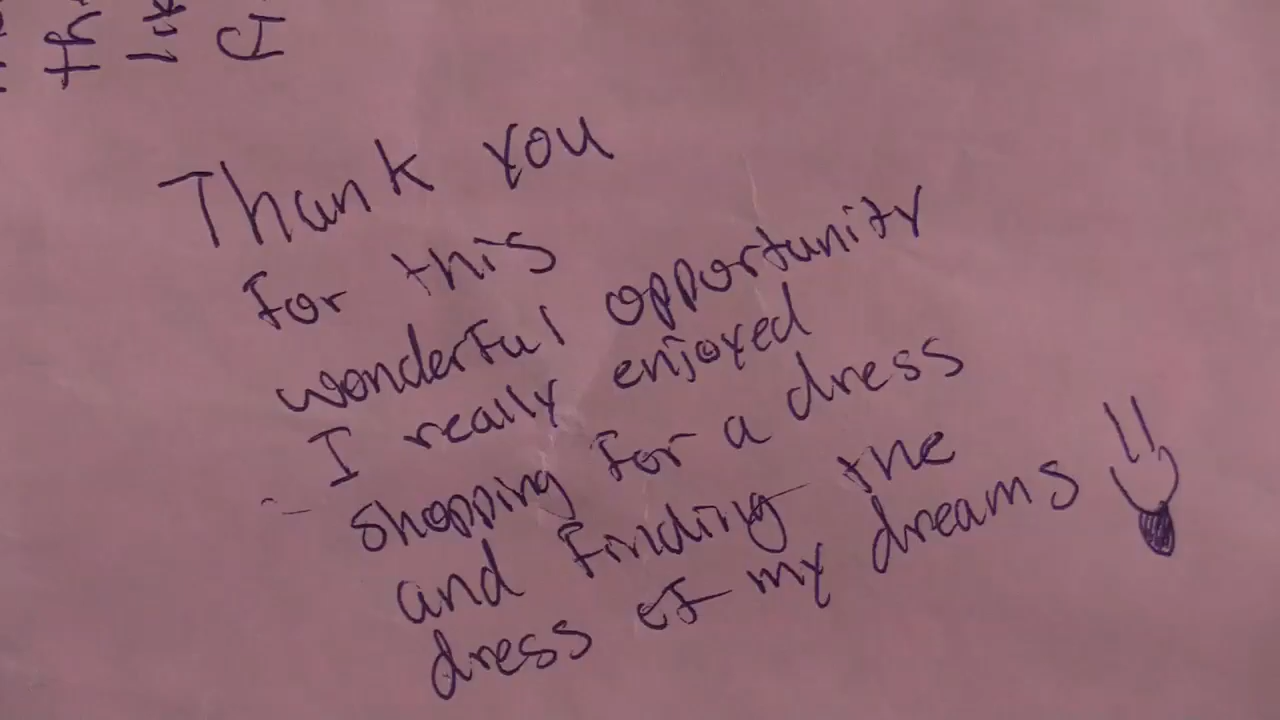 Thank you
for this
wonderful opportunity
I really enjoyed
shopping for a dress
and finding the
dress of my dreams